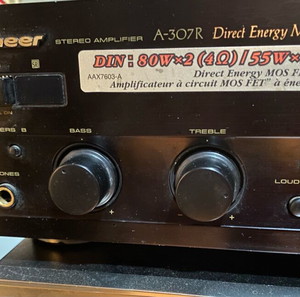 oneer STEREO AMPLIFIER A-307R Direct Energy M
DIN : 80W×2 (4Ω) / 55W×
AAX7603-A Direct Energy MOS F
Amplificateur à circuit MOS FET" à éne
ERS B BASS TREBLE
ONES LOUD
+ +